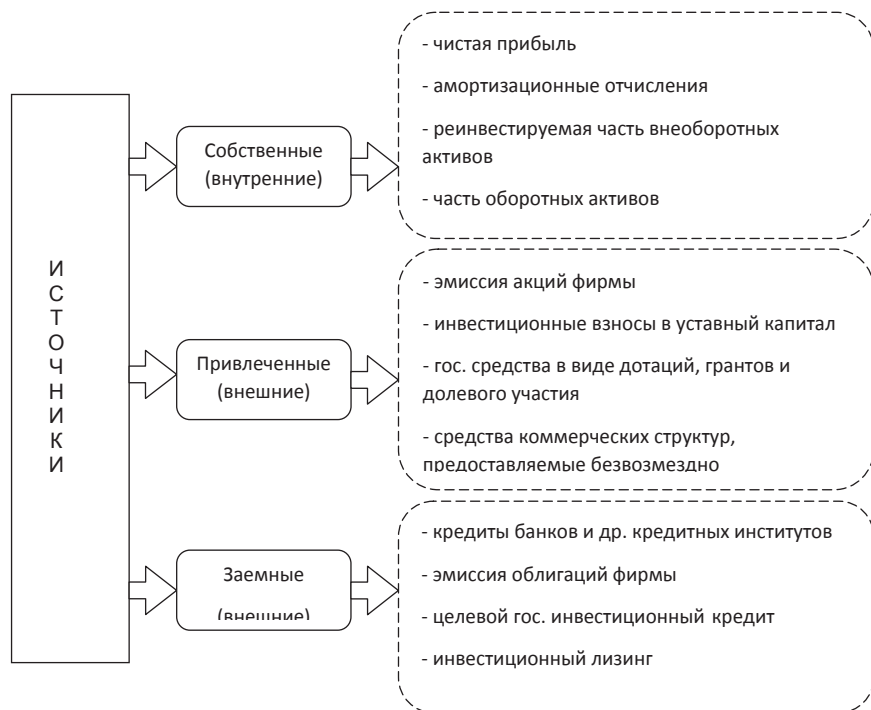 ИСТОЧНИКИ
Собственные
(внутренние)
- чистая прибыль
- амортизационные отчисления
- реинвестируемая часть внеоборотных
активов
- часть оборотных активов
Привлеченные
(внешние)
- эмиссия акций фирмы
- инвестиционные взносы в уставный капитал
- гос. средства в виде дотаций, грантов и
долевого участия
- средства коммерческих структур,
предоставляемые безвозмездно
Заемные
(внешние)
- кредиты банков и др. кредитных институтов
- эмиссия облигаций фирмы
- целевой гос. инвестиционный кредит
- инвестиционный лизинг